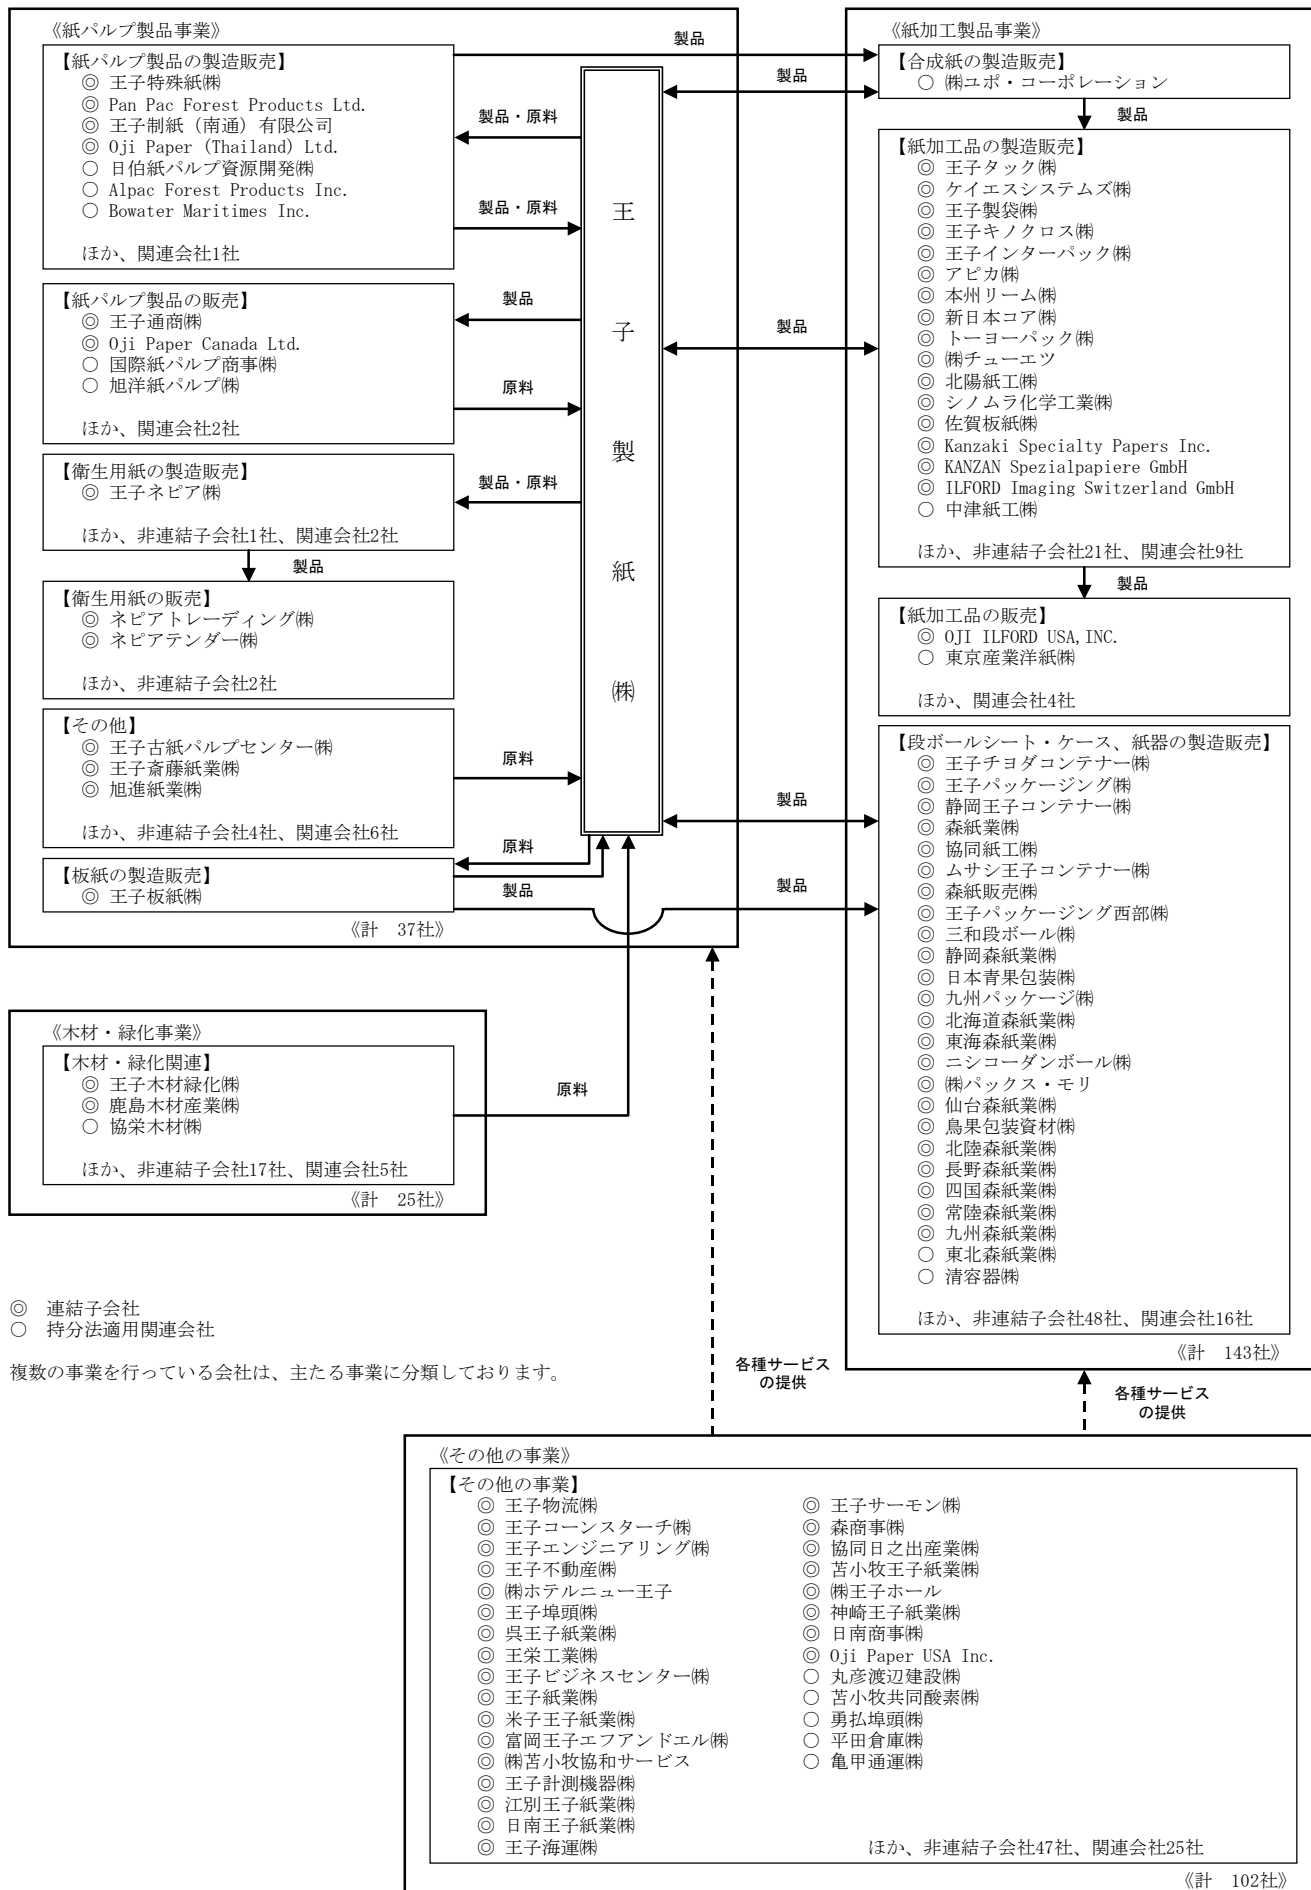 《紙パルプ製品事業》
【紙パルプ製品の製造販売】
◎ 王子特殊紙㈱
◎ Pan Pac Forest Products Ltd.
◎ 王子制紙（南通）有限公司
◎ Oji Paper (Thailand) Ltd.
○ 日伯紙パルプ資源開発㈱
○ Alpac Forest Products Inc.
○ Bowater Maritimes Inc.
ほか、関連会社1社
【紙パルプ製品の販売】
◎ 王子通商㈱
◎ Oji Paper Canada Ltd.
○ 国際紙パルプ商事㈱
○ 旭洋紙パルプ㈱
ほか、関連会社2社
【衛生用紙の製造販売】
◎ 王子ネピア㈱
ほか、非連結子会社1社、関連会社2社
製品
【衛生用紙の販売】
◎ ネピアトレーディング㈱
◎ ネピアテンダー㈱
ほか、非連結子会社2社
【その他】
◎ 王子古紙パルプセンター㈱
◎ 王子斎藤紙業㈱
◎ 旭進紙業㈱
ほか、非連結子会社4社、関連会社6社
【板紙の製造販売】
◎ 王子板紙㈱
《計　37社》
製品
製品
製品・原料
製品・原料
製品
原料
製品・原料
原料
原料
製品
王子製紙㈱
製品
製品
《紙加工製品事業》
【合成紙の製造販売】
○ ㈱ユポ・コーポレーション
製品
【紙加工品の製造販売】
◎ 王子タック㈱
◎ ケイエスシステムズ㈱
◎ 王子製袋㈱
◎ 王子キノクロス㈱
◎ 王子インターパック㈱
◎ アピカ㈱
◎ 本州リーム㈱
◎ 新日本コア㈱
◎ トーヨーパック㈱
◎ ㈱チューエツ
◎ 北陽紙工㈱
◎ シノムラ化学工業㈱
◎ 佐賀板紙㈱
◎ Kanzaki Specialty Papers Inc.
◎ KANZAN Spezialpapiere GmbH
◎ ILFORD Imaging Switzerland GmbH
○ 中津紙工㈱
ほか、非連結子会社21社、関連会社9社
製品
【紙加工品の販売】
◎ OJI ILFORD USA,INC.
○ 東京産業洋紙㈱
ほか、関連会社4社
【段ボールシート・ケース、紙器の製造販売】
◎ 王子チヨダコンテナー㈱
◎ 王子パッケージング㈱
◎ 静岡王子コンテナー㈱
◎ 森紙業㈱
◎ 協同紙工㈱
◎ ムサシ王子コンテナー㈱
◎ 森紙販売㈱
◎ 王子パッケージング西部㈱
◎ 三和段ボール㈱
◎ 静岡森紙業㈱
◎ 日本青果包装㈱
◎ 九州パッケージ㈱
◎ 北海道森紙業㈱
◎ 東海森紙業㈱
◎ ニシコーダンボール㈱
◎ ㈱パックス・モリ
◎ 仙台森紙業㈱
◎ 鳥果包装資材㈱
◎ 北陸森紙業㈱
◎ 長野森紙業㈱
◎ 四国森紙業㈱
◎ 常陸森紙業㈱
◎ 九州森紙業㈱
○ 東北森紙業㈱
○ 清容器㈱
ほか、非連結子会社48社、関連会社16社
《計　143社》
《木材・緑化事業》
【木材・緑化関連】
◎ 王子木材緑化㈱
◎ 鹿島木材産業㈱
○ 協栄木材㈱
ほか、非連結子会社17社、関連会社5社
《計　25社》
原料
◎　連結子会社
○　持分法適用関連会社
複数の事業を行っている会社は、主たる事業に分類しております。
各種サービス
の提供
各種サービス
の提供
《その他の事業》
【その他の事業】
◎ 王子物流㈱
◎ 王子コーンスターチ㈱
◎ 王子エンジニアリング㈱
◎ 王子不動産㈱
◎ ㈱ホテルニュー王子
◎ 王子埠頭㈱
◎ 呉王子紙業㈱
◎ 王栄工業㈱
◎ 王子ビジネスセンター㈱
◎ 王子紙業㈱
◎ 米子王子紙業㈱
◎ 富岡王子エフアンドエル㈱
◎ ㈱苫小牧協和サービス
◎ 王子計測機器㈱
◎ 江別王子紙業㈱
◎ 日南王子紙業㈱
◎ 王子海運㈱
◎ 王子サーモン㈱
◎ 森商事㈱
◎ 協同日之出産業㈱
◎ 苫小牧王子紙業㈱
◎ ㈱王子ホール
◎ 神崎王子紙業㈱
◎ 日南商事㈱
◎ Oji Paper USA Inc.
○ 丸彦渡辺建設㈱
○ 苫小牧共同酸素㈱
○ 勇払埠頭㈱
○ 平田倉庫㈱
○ 亀甲通運㈱
ほか、非連結子会社47社、関連会社25社
《計　102社》